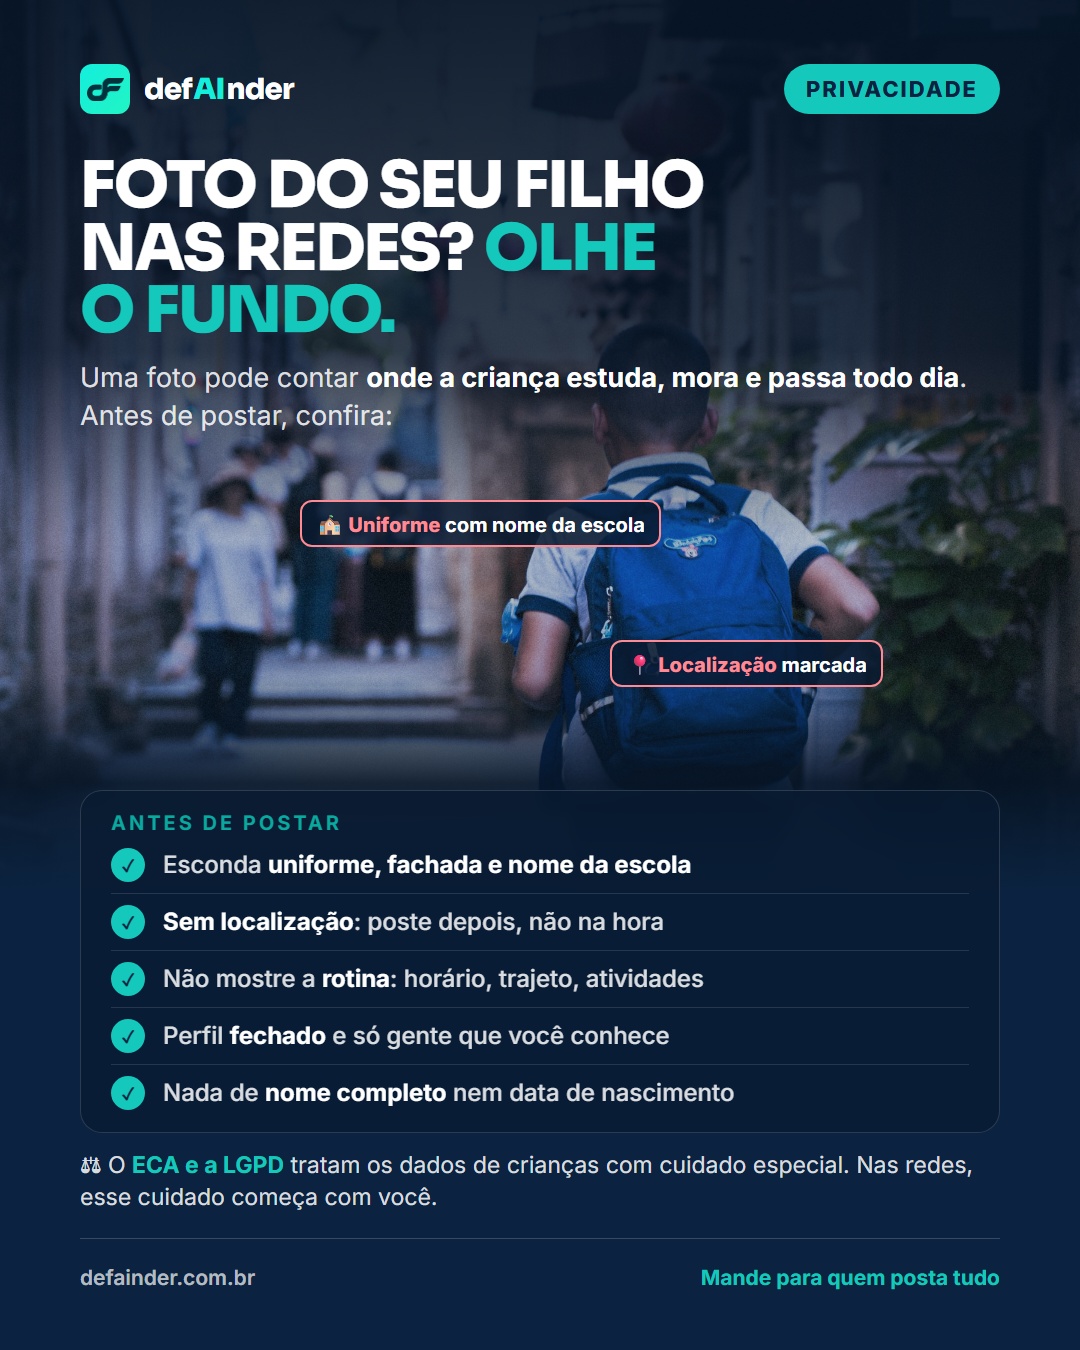 defAInder
PRIVACIDADE
FOTO DO SEU FILHO
NAS REDES? OLHE
O FUNDO.
Uma foto pode contar onde a criança estuda, mora e passa todo dia.
Antes de postar, confira:
Uniforme com nome da escola
Localização marcada
ANTES DE POSTAR
Esconda uniforme, fachada e nome da escola
Sem localização: poste depois, não na hora
Não mostre a rotina: horário, trajeto, atividades
Perfil fechado e só gente que você conhece
Nada de nome completo nem data de nascimento
O ECA e a LGPD tratam os dados de crianças com cuidado especial. Nas redes,
esse cuidado começa com você.
defainder.com.br
Mande para quem posta tudo